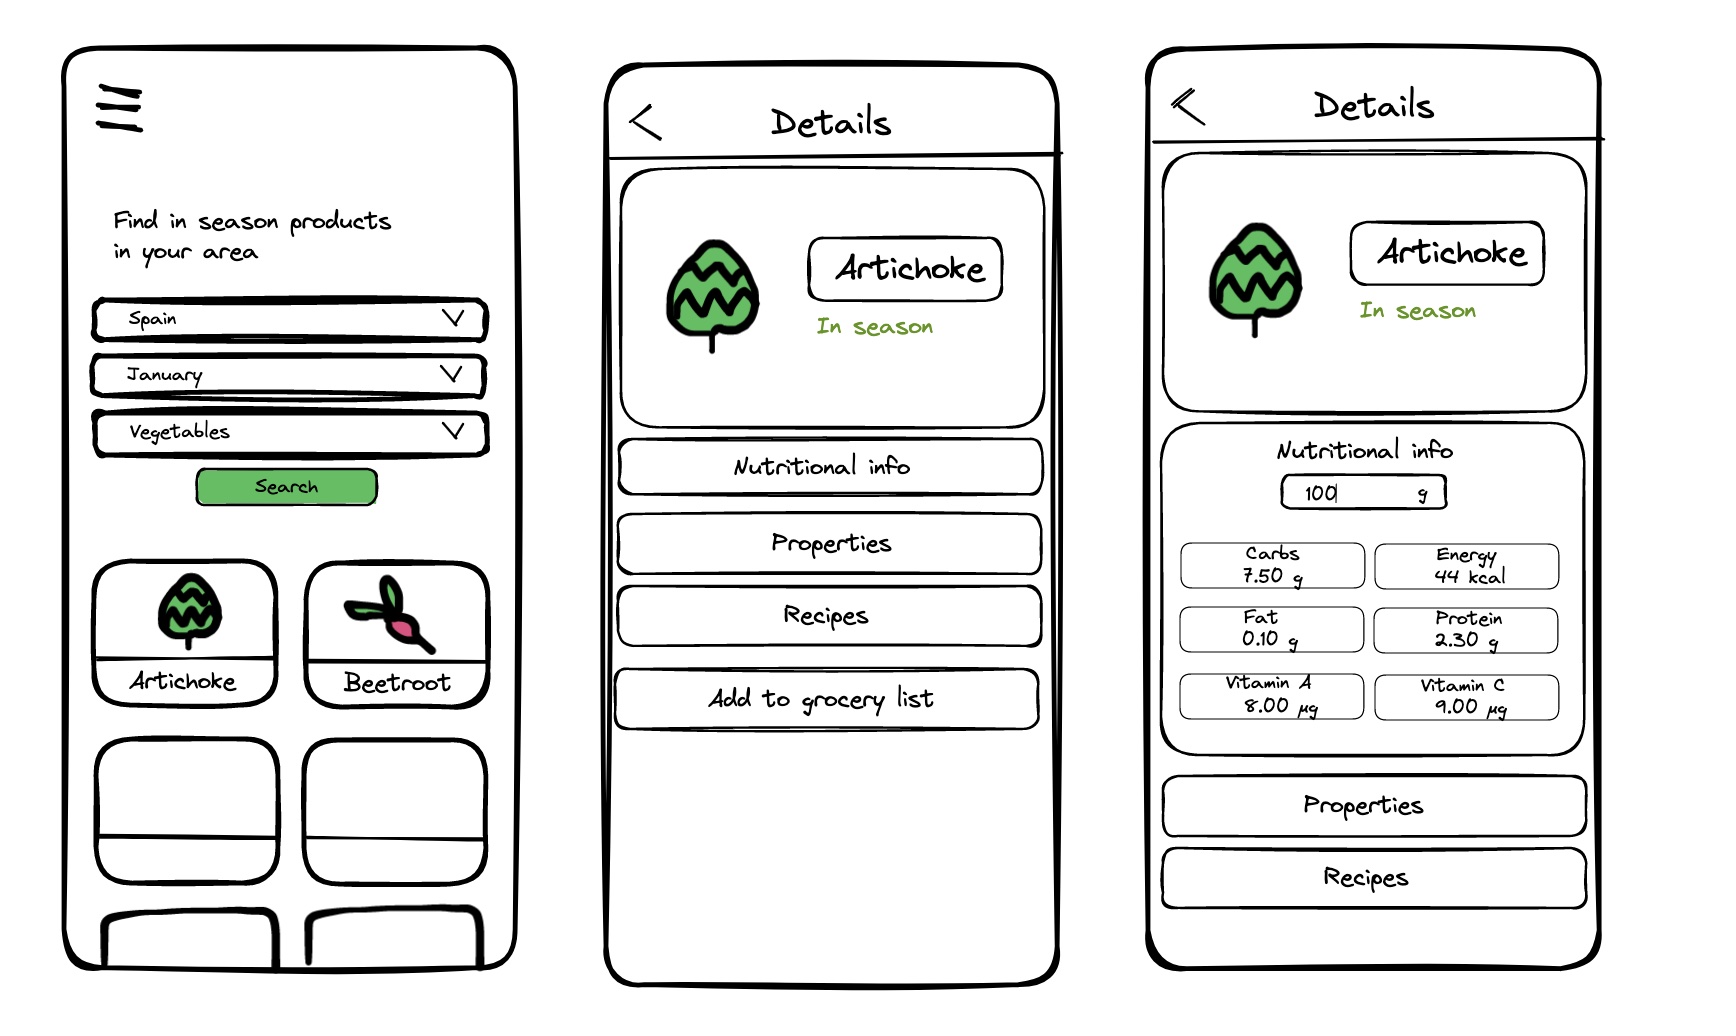 Find in season products
in your area
Spain
January
Vegetables
Search
Artichoke
Beetroot
Details
Artichoke
In season
Nutritional info
Properties
Recipes
Add to grocery list
Details
Artichoke
In season
Nutritional info
100 g
Carbs
7.50 g
Energy
44 kcal
Fat
0.10 g
Protein
2.30 g
Vitamin A
8.00 µg
Vitamin C
9.00 µg
Properties
Recipes